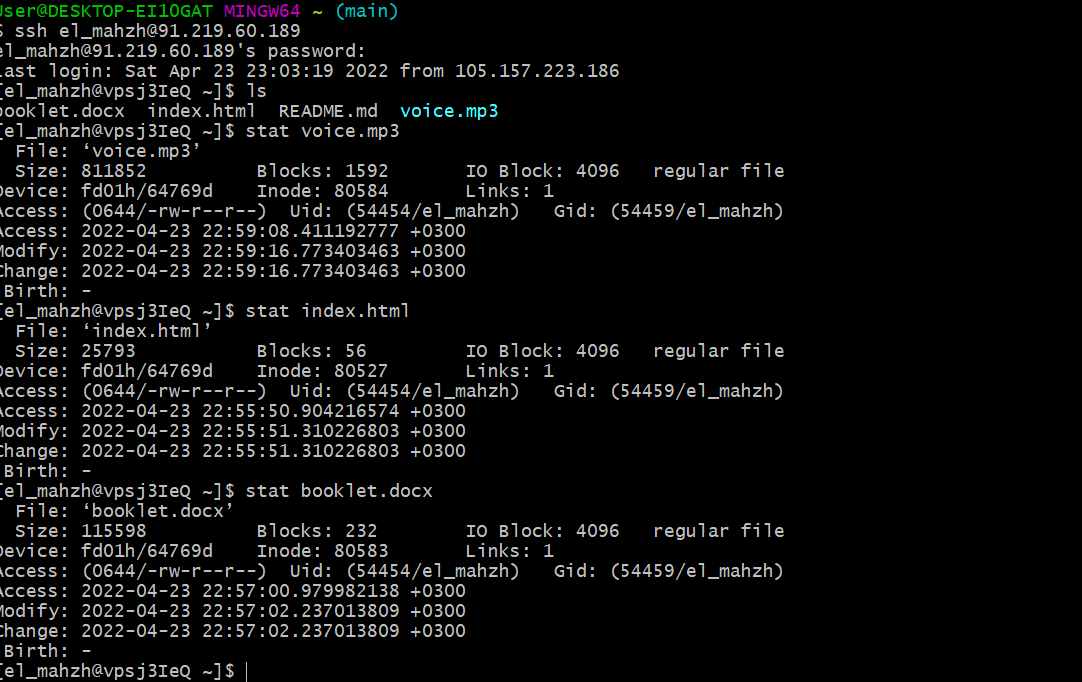 User@DESKTOP-EI10GAT MINGW64 ~ (main)
$ ssh el_mahzh@91.219.60.189
el_mahzh@91.219.60.189's password:
Last login: Sat Apr 23 23:03:19 2022 from 105.157.223.186
[el_mahzh@vpsj3IeQ ~]$ ls
booklet.docx  index.html  README.md  voice.mp3
[el_mahzh@vpsj3IeQ ~]$ stat voice.mp3
  File: ‘voice.mp3’
  Size: 811852          Blocks: 1592       IO Block: 4096   regular file
Device: fd01h/64769d    Inode: 80584       Links: 1
Access: (0644/-rw-r--r--)  Uid: (54454/el_mahzh)   Gid: (54459/el_mahzh)
Access: 2022-04-23 22:59:08.411192777 +0300
Modify: 2022-04-23 22:59:16.773403463 +0300
Change: 2022-04-23 22:59:16.773403463 +0300
 Birth: -
[el_mahzh@vpsj3IeQ ~]$ stat index.html
  File: ‘index.html’
  Size: 25793           Blocks: 56         IO Block: 4096   regular file
Device: fd01h/64769d    Inode: 80527       Links: 1
Access: (0644/-rw-r--r--)  Uid: (54454/el_mahzh)   Gid: (54459/el_mahzh)
Access: 2022-04-23 22:55:50.904216574 +0300
Modify: 2022-04-23 22:55:51.310226803 +0300
Change: 2022-04-23 22:55:51.310226803 +0300
 Birth: -
[el_mahzh@vpsj3IeQ ~]$ stat booklet.docx
  File: ‘booklet.docx’
  Size: 115598          Blocks: 232        IO Block: 4096   regular file
Device: fd01h/64769d    Inode: 80583       Links: 1
Access: (0644/-rw-r--r--)  Uid: (54454/el_mahzh)   Gid: (54459/el_mahzh)
Access: 2022-04-23 22:57:00.979982138 +0300
Modify: 2022-04-23 22:57:02.237013809 +0300
Change: 2022-04-23 22:57:02.237013809 +0300
 Birth: -
[el_mahzh@vpsj3IeQ ~]$